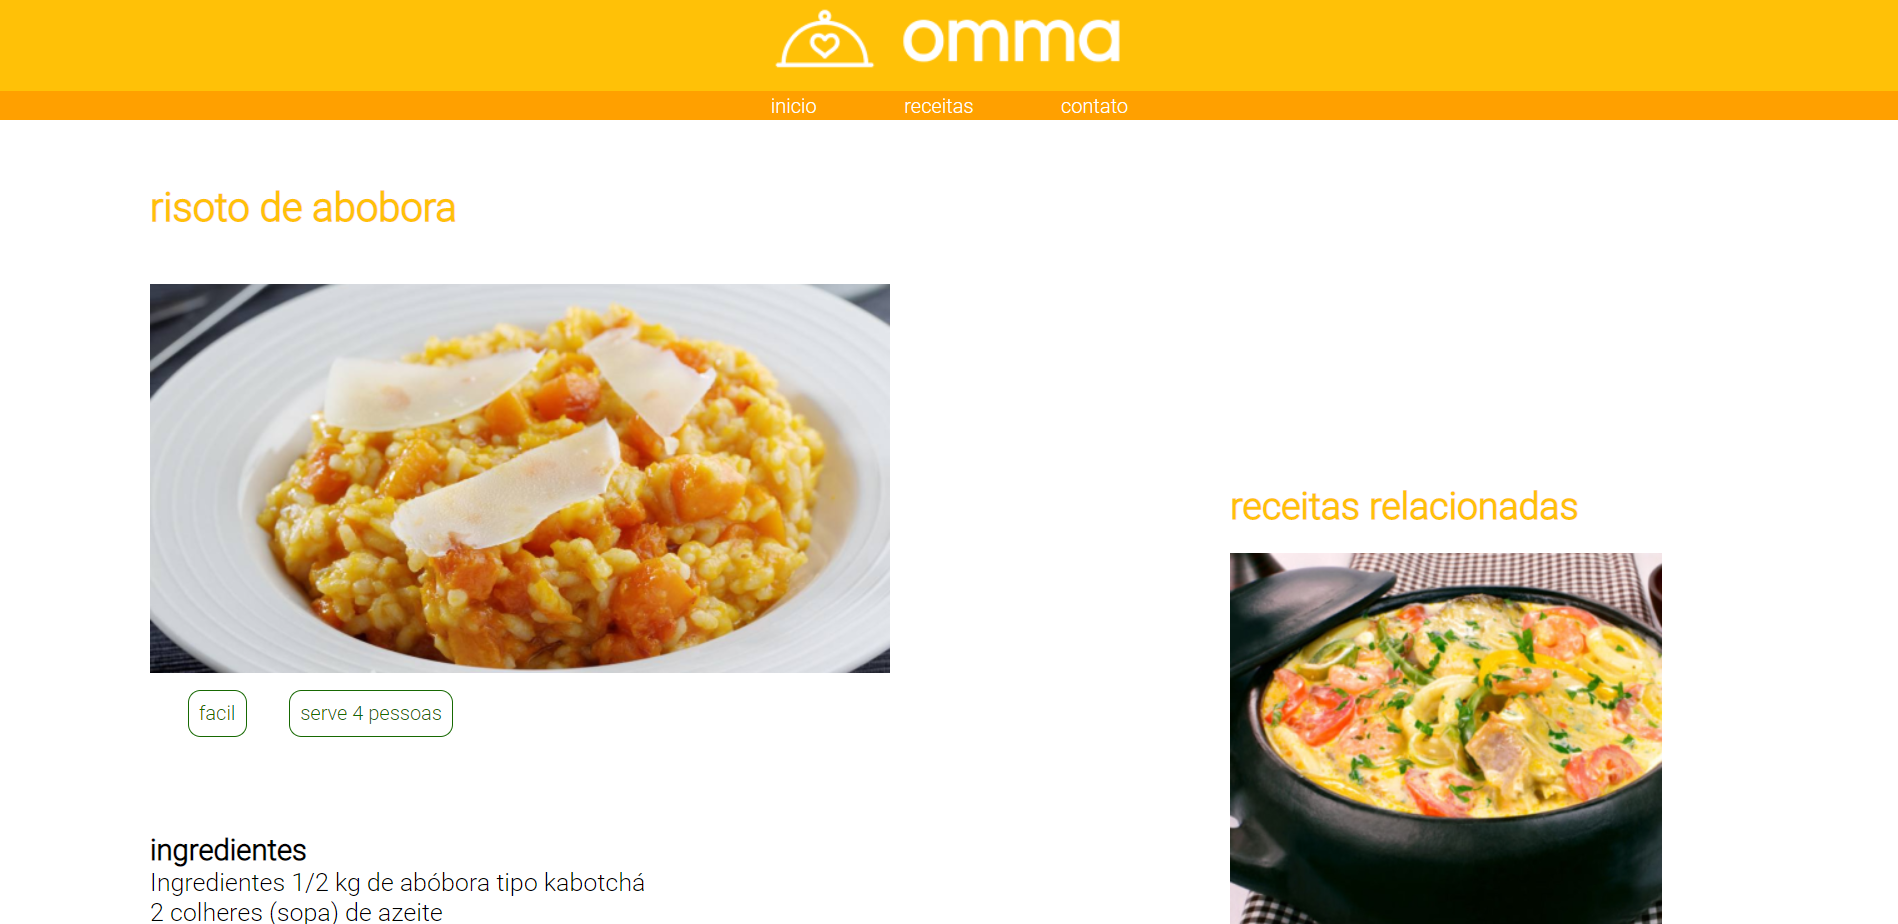 omma
inicio
receitas
contato
risoto de abobora
receitas relacionadas
facil
serve 4 pessoas
ingredientes
Ingredientes 1/2 kg de abóbora tipo kabotchá
2 colheres (sopa) de azeite